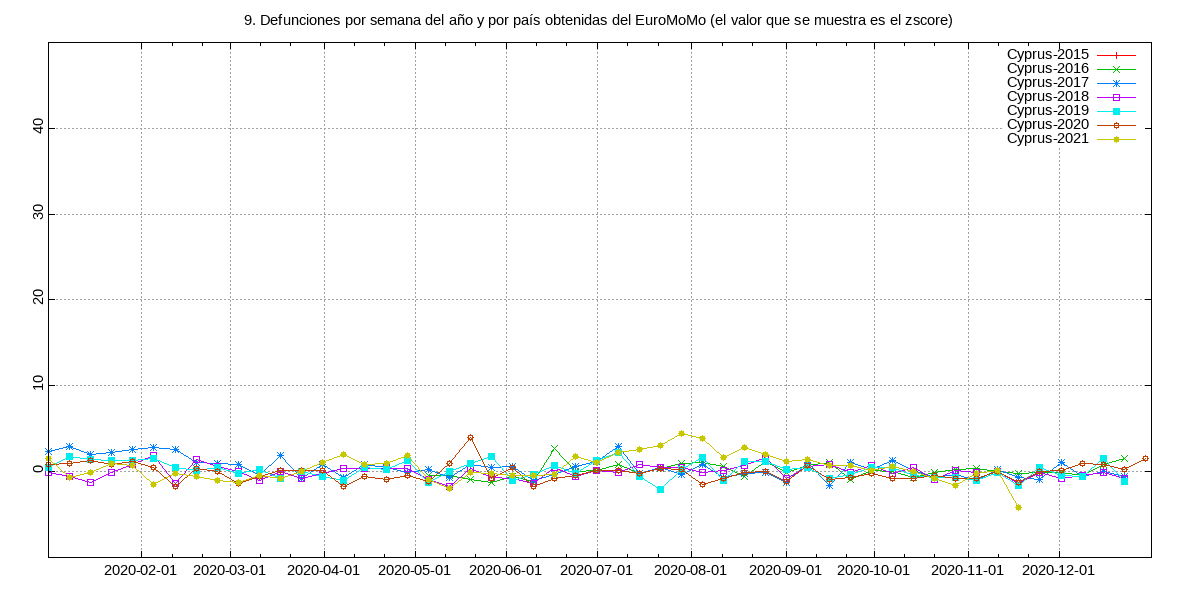 9. Defunciones por semana del año y por país obtenidas del EuroMoMo (el valor que se muestra es el zscore)
Cyprus-2015
Cyprus-2016
Cyprus-2017
Cyprus-2018
Cyprus-2019
Cyprus-2020
Cyprus-2021
40
30
20
10
0
2020-02-01 2020-03-01 2020-04-01 2020-05-01 2020-06-01 2020-07-01 2020-08-01 2020-09-01 2020-10-01 2020-11-01 2020-12-01